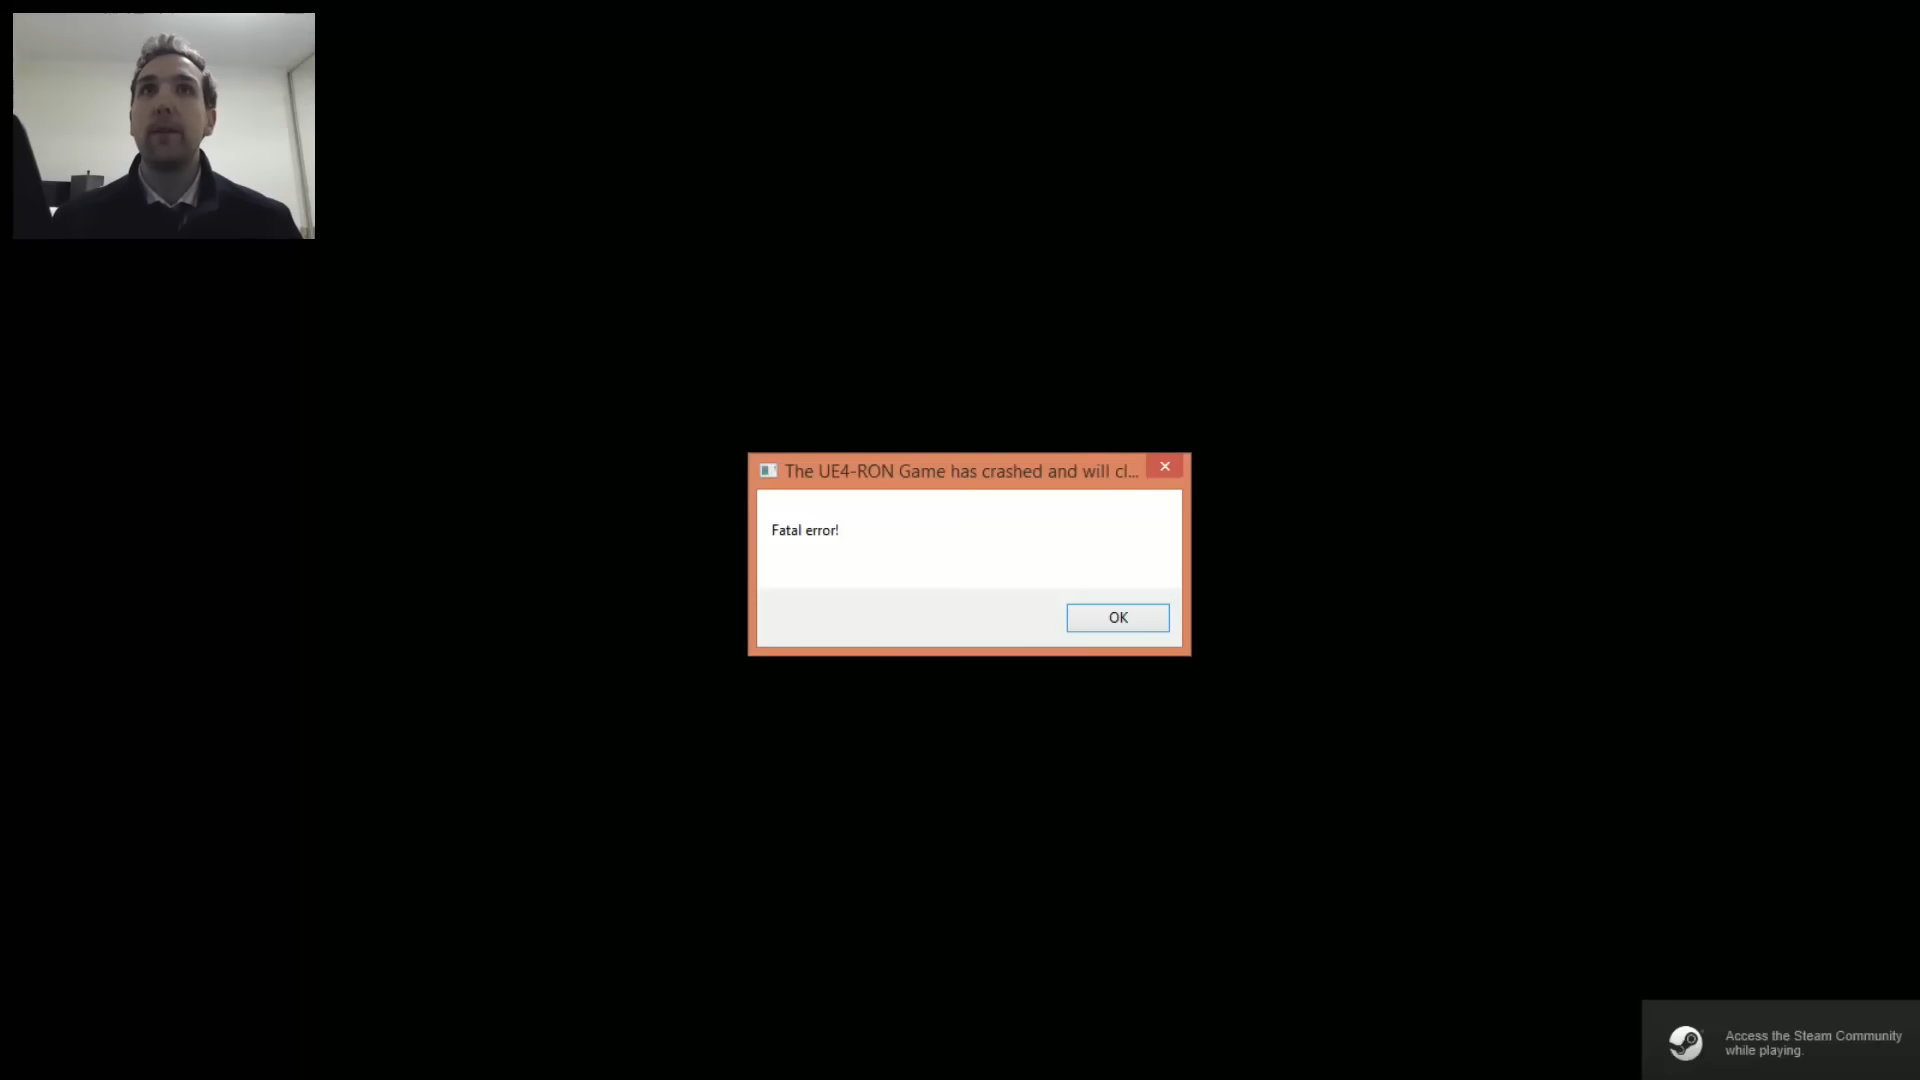 The UE4-RON Game has crashed and will cl...
Fatal error!
OK
Access the Steam Community
while playing.